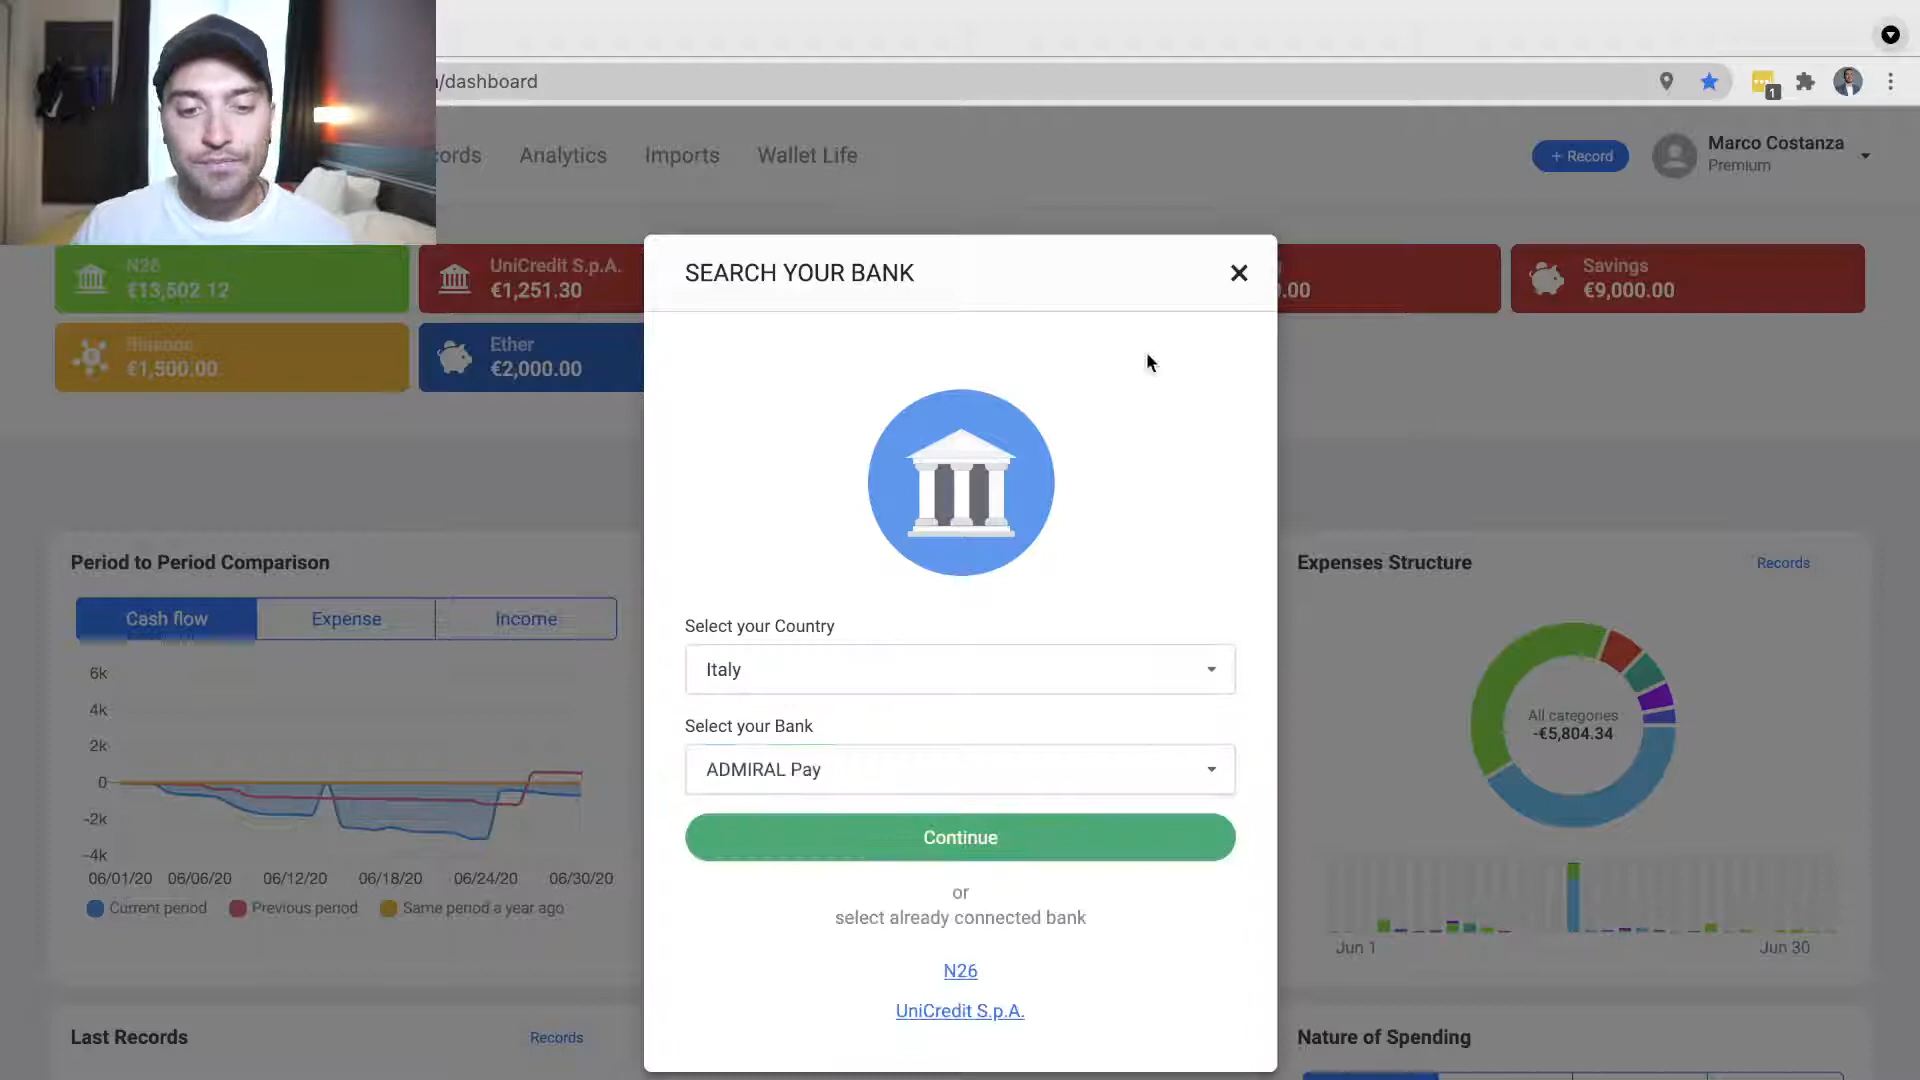 /dashboard
1
ords
Analytics
Imports
Wallet Life
+ Record
Marco Costanza
Premium
N26
€13,502.12
UniCredit S.p.A.
€1,251.30
.00
Savings
€9,000.00
Binance
€1,500.00
Ether
€2,000.00
SEARCH YOUR BANK
Select your Country
Italy
Select your Bank
ADMIRAL Pay
Continue
or
select already connected bank
N26
UniCredit S.p.A.
Period to Period Comparison
Cash flow
Expense
Income
6k
4k
2k
0
-2k
-4k
06/01/20 06/06/20 06/12/20 06/18/20 06/24/20 06/30/20
Current period Previous period Same period a year ago
Expenses Structure
Records
All categories
-€5,804.34
Jun 1
Jun 30
Last Records
Records
Nature of Spending